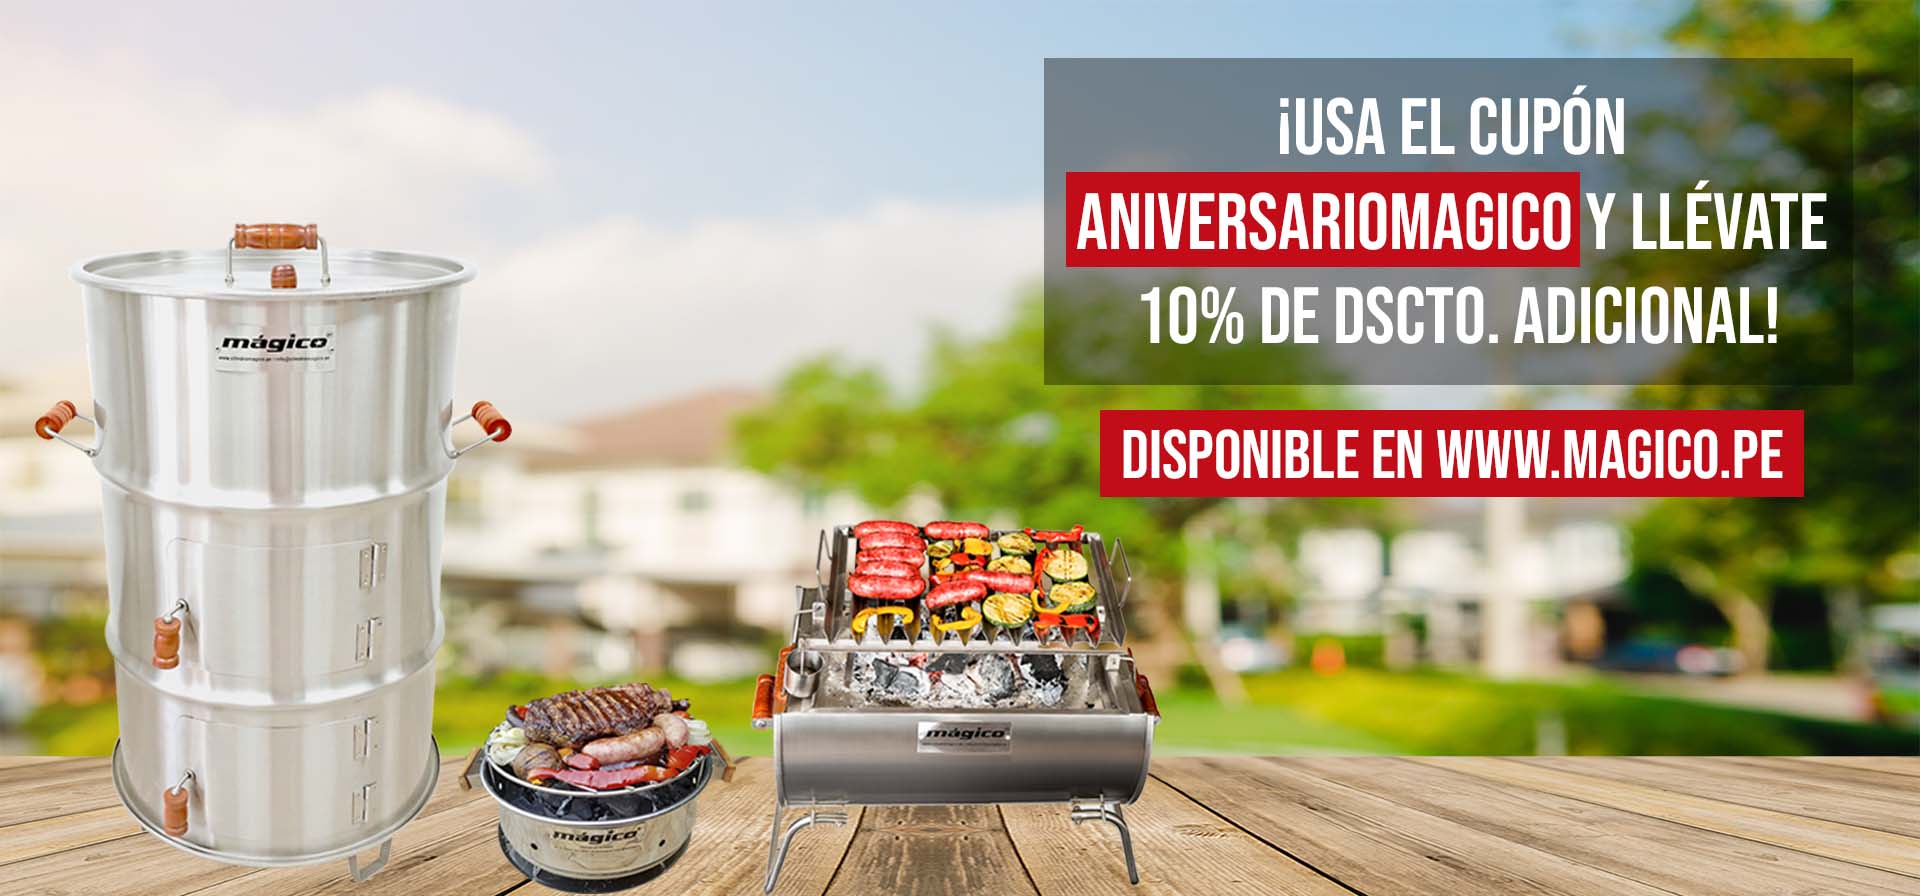 ¡USA EL CUPÓN
ANIVERSARIOMAGICO Y LLÉVATE
10% DE DSCTO. ADICIONAL!
DISPONIBLE EN WWW.MAGICO.PE
mágico
mágico
mágico